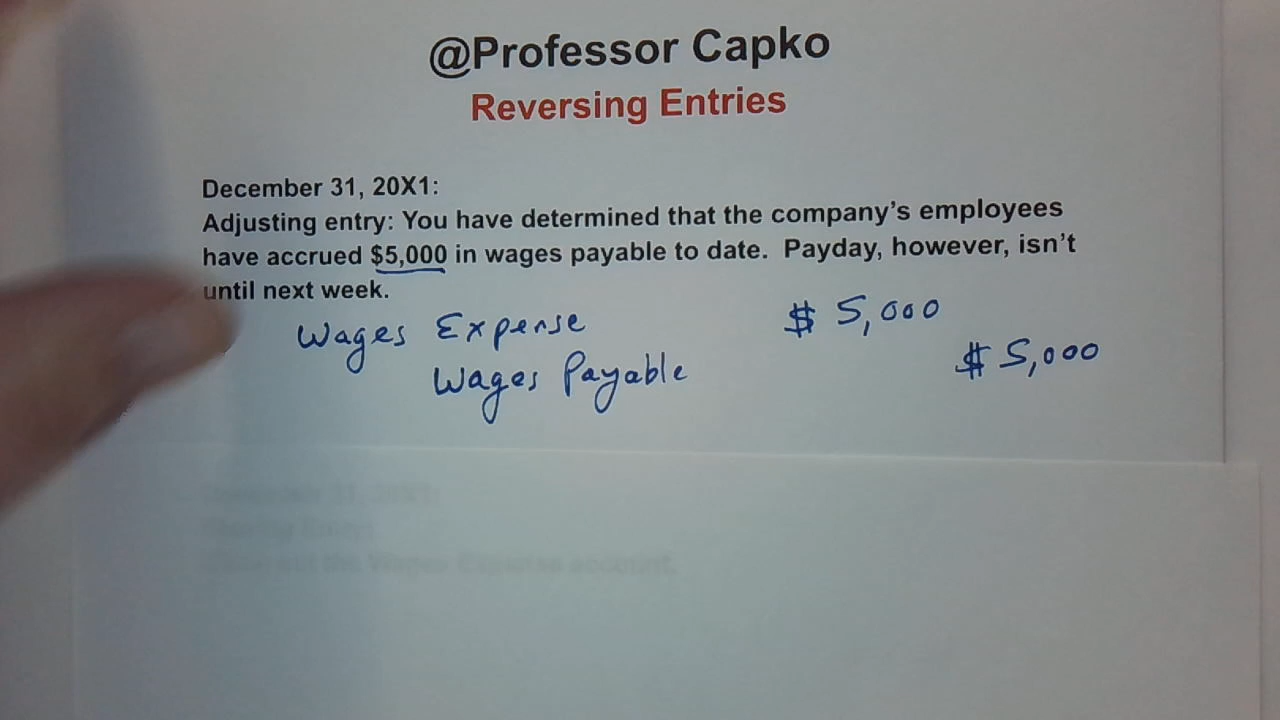 @Professor Capko
Reversing Entries
December 31, 20X1:
Adjusting entry: You have determined that the company's employees
have accrued $5,000 in wages payable to date.  Payday, however, isn't
until next week.
Wages Expense $ 5,000
Wages Payable $ 5,000